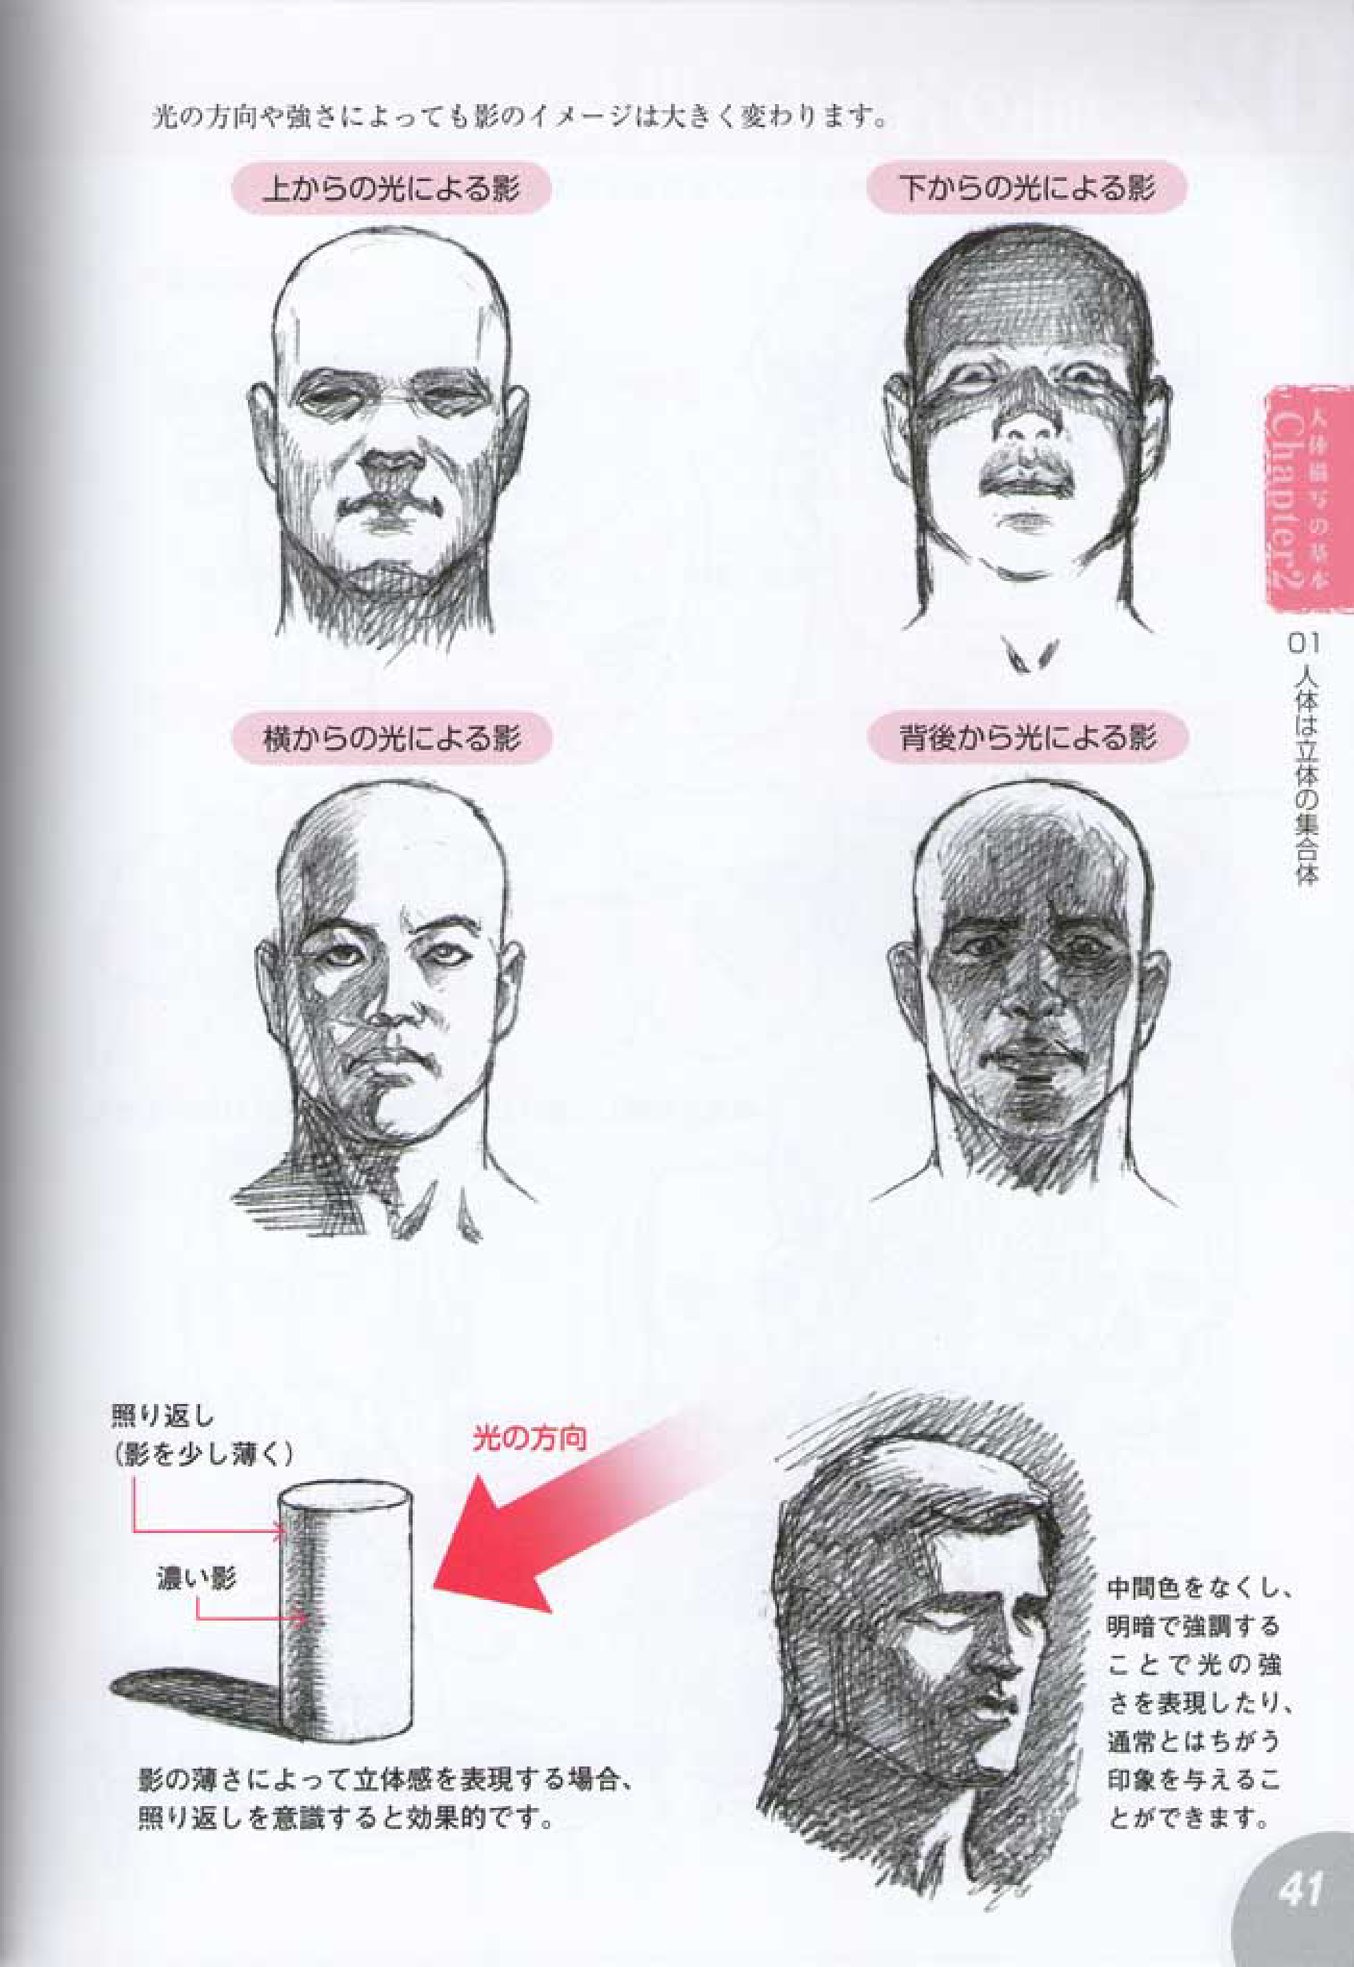 光の方向や強さによっても影のイメージは大きく変わります。
上からの光による影
下からの光による影
横からの光による影
背後から光による影
照り返し
（影を少し薄く）
濃い影
光の方向
影の薄さによって立体感を表現する場合、
照り返しを意識すると効果的です。
中間色をなくし、
明暗で強調する
ことで光の強
さを表現したり、
通常とはちがう
印象を与えるこ
とができます。
人体描写の基本
Chapter2
01 人体は立体の集合体
41